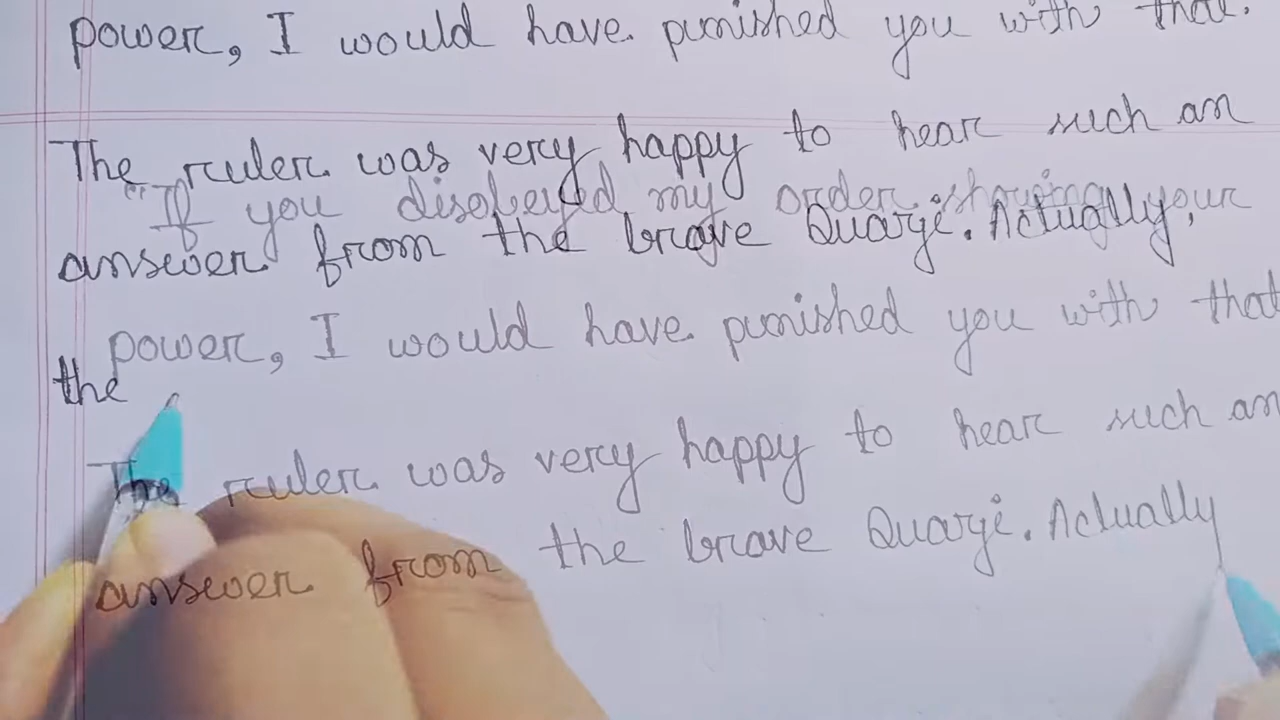 power, I would have punished you with that.
The ruler was very happy to hear such an
"If you disobeyed my order showing your
answer from the brave Quazi. Actually,
power, I would have punished you with that
the
The ruler was very happy to hear such an
answer from the brave Quazi. Actually